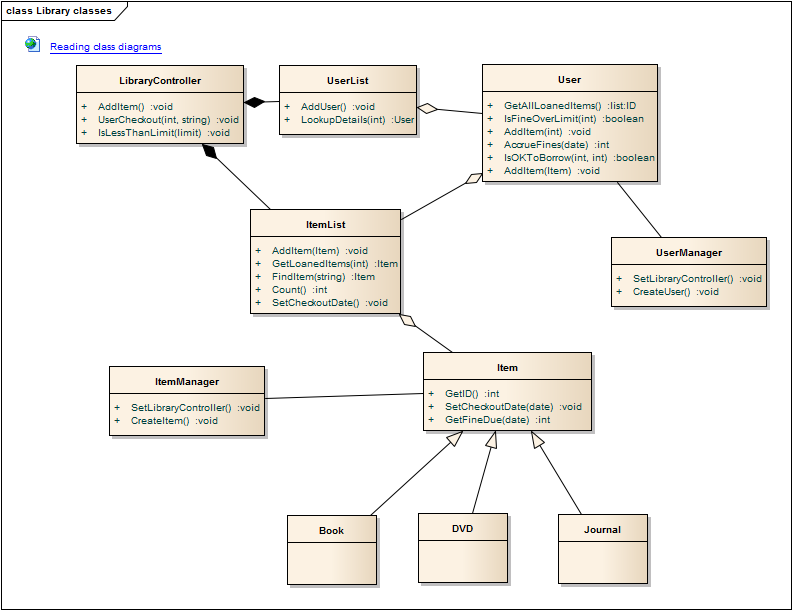 class Library classes
Reading class diagrams
LibraryController
+ AddItem() :void
+ UserCheckout(int, string) :void
+ IsLessThanLimit(limit) :void
UserList
+ AddUser() :void
+ LookupDetails(int) :User
User
+ GetAllLoanedItems() :list:ID
+ IsFineOverLimit(int) :boolean
+ AddItem(int) :void
+ AccrueFines(date) :int
+ IsOKToBorrow(int, int) :boolean
+ AddItem(Item) :void
ItemList
+ AddItem(Item) :void
+ GetLoanedItems(int) :Item
+ FindItem(string) :Item
+ Count() :int
+ SetCheckoutDate() :void
UserManager
+ SetLibraryController() :void
+ CreateUser() :void
ItemManager
+ SetLibraryController() :void
+ CreateItem() :void
Item
+ GetID() :int
+ SetCheckoutDate(date) :void
+ GetFineDue(date) :int
Book
DVD
Journal